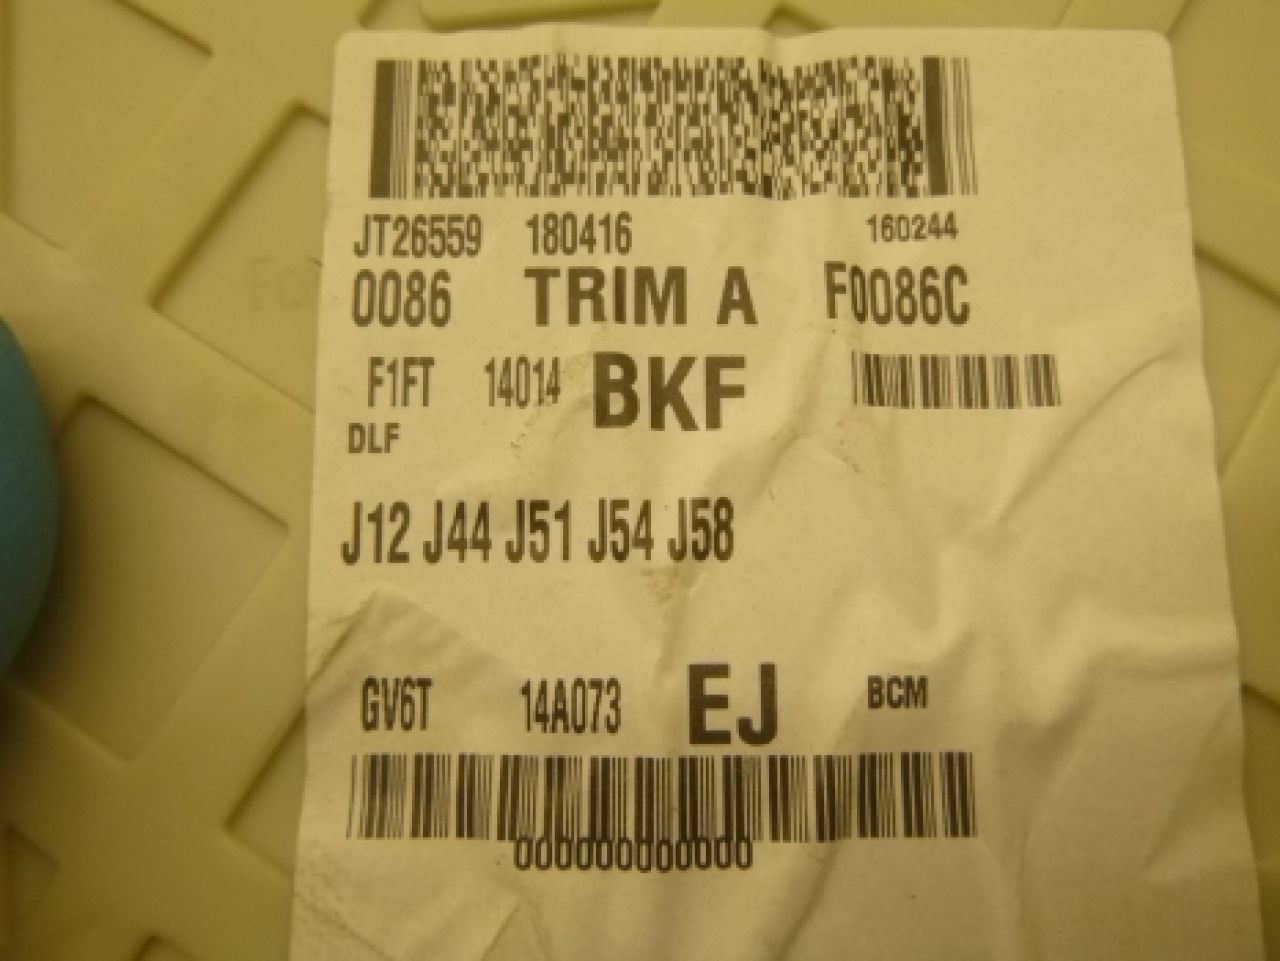 JT26559 180416 160244
0086 TRIM A F0086C
F1FT 14014 BKF
DLF
J12 J44 J51 J54 J58
GV6T 14A073 EJ BCM
000000000000